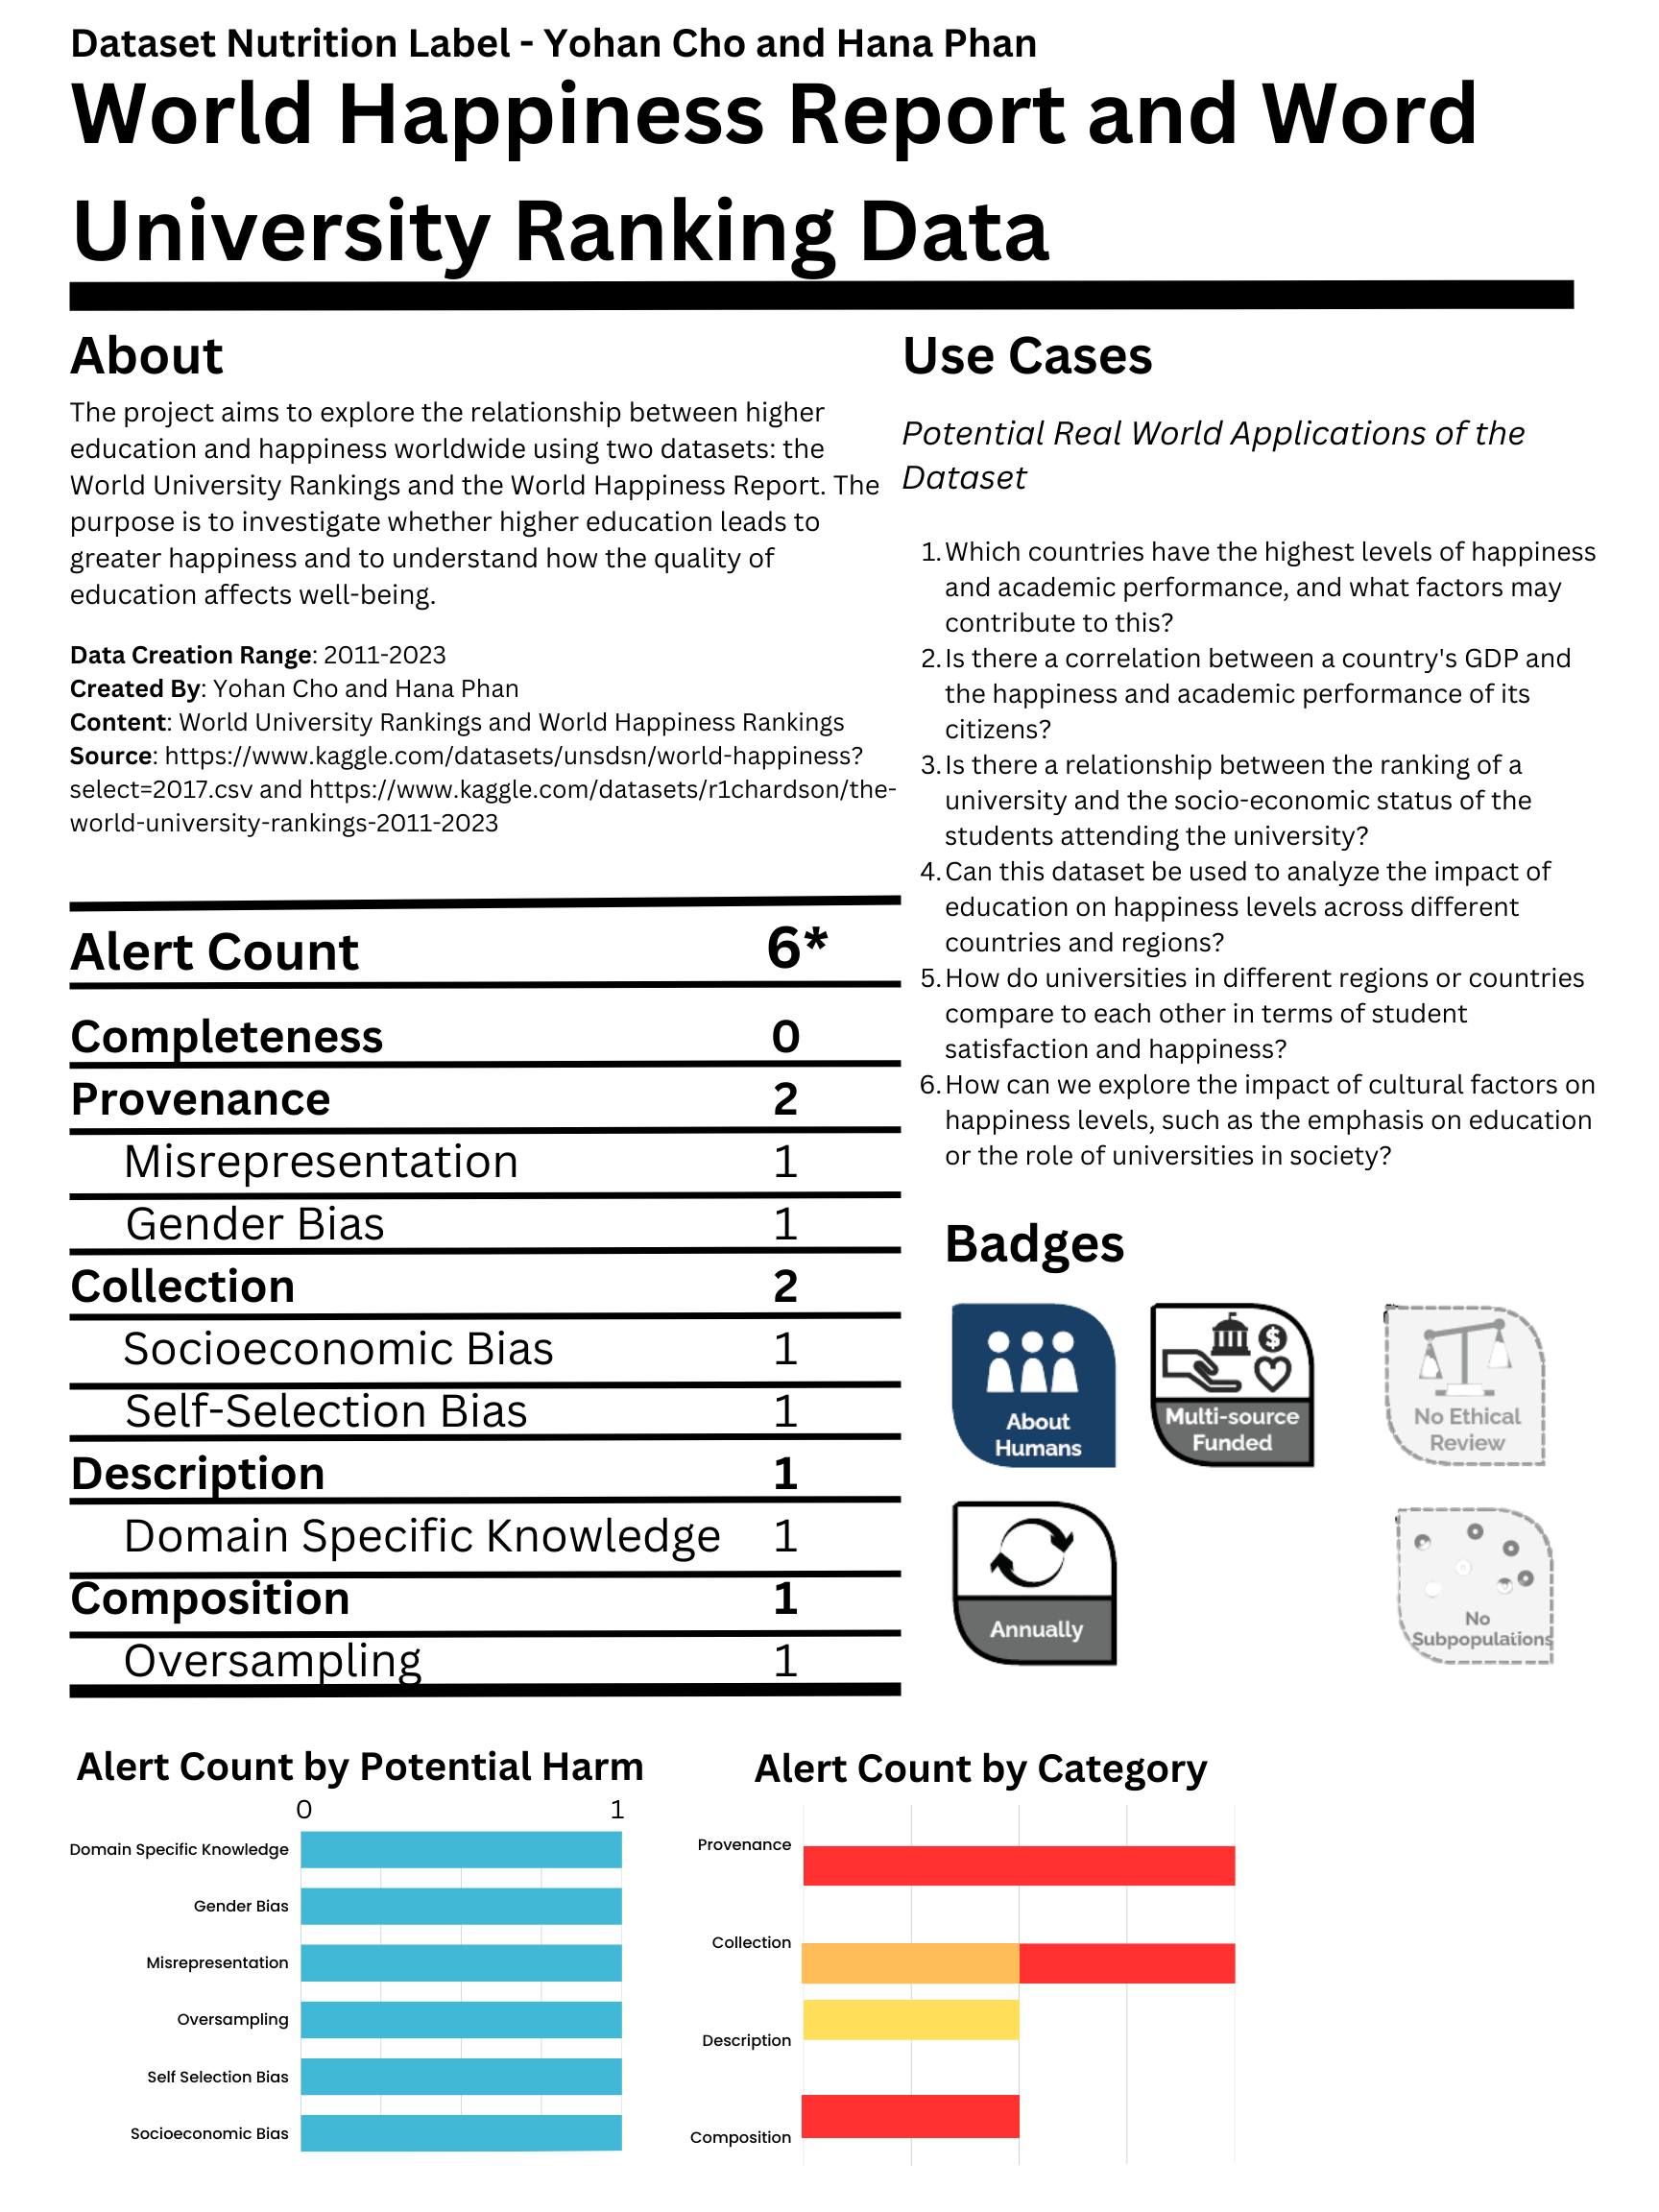 Dataset Nutrition Label - Yohan Cho and Hana Phan
World Happiness Report and Word
University Ranking Data
About
The project aims to explore the relationship between higher
education and happiness worldwide using two datasets: the
World University Rankings and the World Happiness Report. The
purpose is to investigate whether higher education leads to
greater happiness and to understand how the quality of
education affects well-being.
Data Creation Range: 2011-2023
Created By: Yohan Cho and Hana Phan
Content: World University Rankings and World Happiness Rankings
Source: https://www.kaggle.com/datasets/unsdsn/world-happiness?
select=2017.csv and https://www.kaggle.com/datasets/r1chardson/the-
world-university-rankings-2011-2023
Alert Count 6*
Completeness 0
Provenance 2
Misrepresentation 1
Gender Bias 1
Collection 2
Socioeconomic Bias 1
Self-Selection Bias 1
Description 1
Domain Specific Knowledge 1
Composition 1
Oversampling 1
Use Cases
Potential Real World Applications of the
Dataset
1. Which countries have the highest levels of happiness
and academic performance, and what factors may
contribute to this?
2. Is there a correlation between a country's GDP and
the happiness and academic performance of its
citizens?
3. Is there a relationship between the ranking of a
university and the socio-economic status of the
students attending the university?
4. Can this dataset be used to analyze the impact of
education on happiness levels across different
countries and regions?
5. How do universities in different regions or countries
compare to each other in terms of student
satisfaction and happiness?
6. How can we explore the impact of cultural factors on
happiness levels, such as the emphasis on education
or the role of universities in society?
Badges
About
Humans
$
Multi-source
Funded
No Ethical
Review
Annually
No
Subpopulations
Alert Count by Potential Harm
0 1
Domain Specific Knowledge
Gender Bias
Misrepresentation
Oversampling
Self Selection Bias
Socioeconomic Bias
Alert Count by Category
Provenance
Collection
Description
Composition